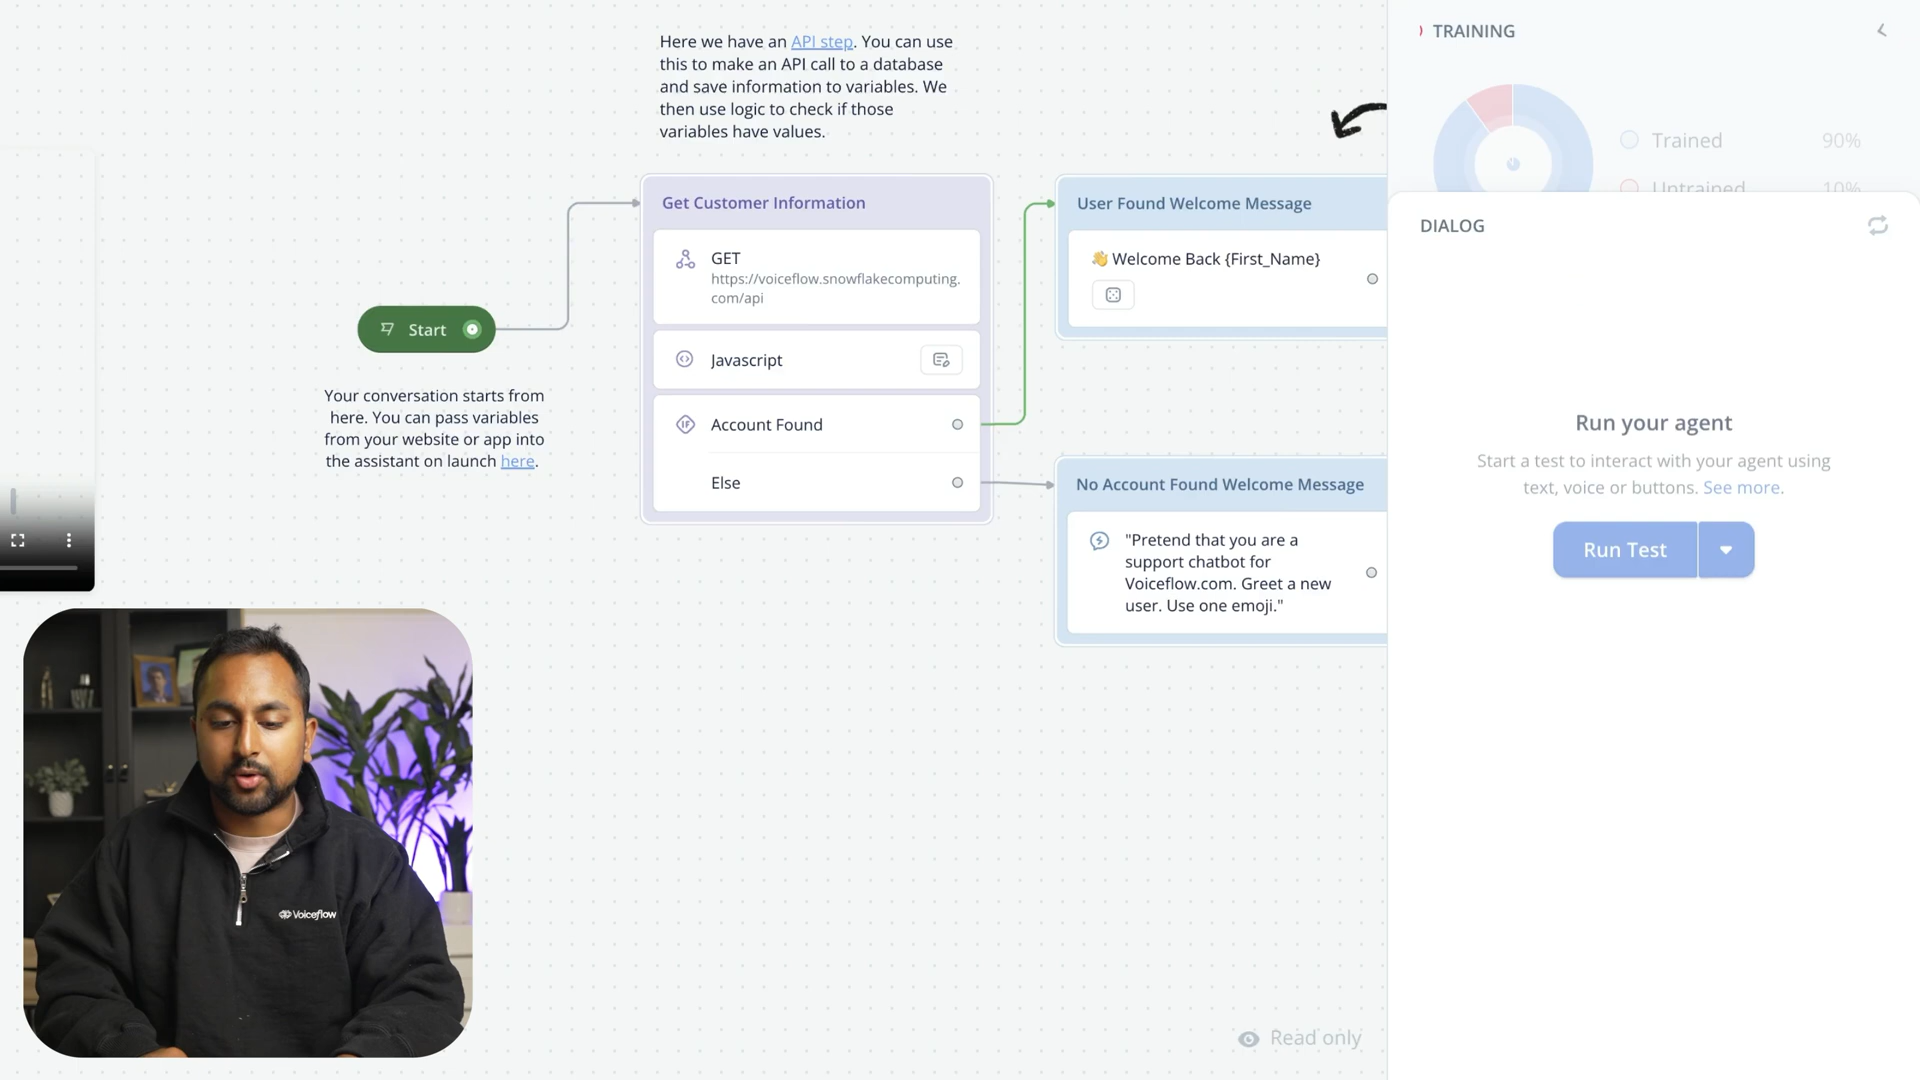 Here we have an API step. You can use
this to make an API call to a database
and save information to variables. We
then use logic to check if those
variables have values.
Start
Your conversation starts from
here. You can pass variables
from your website or app into
the assistant on launch here.
Get Customer Information
GET
https://voiceflow.snowflakecomputing.
com/api
Javascript
IF
Account Found
Else
User Found Welcome Message
👋 Welcome Back {First_Name}
No Account Found Welcome Message
"Pretend that you are a
support chatbot for
Voiceflow.com. Greet a new
user. Use one emoji."
Read only
TRAINING
Trained 90%
Untrained 10%
DIALOG
Run your agent
Start a test to interact with your agent using
text, voice or buttons. See more.
Run Test
Voiceflow